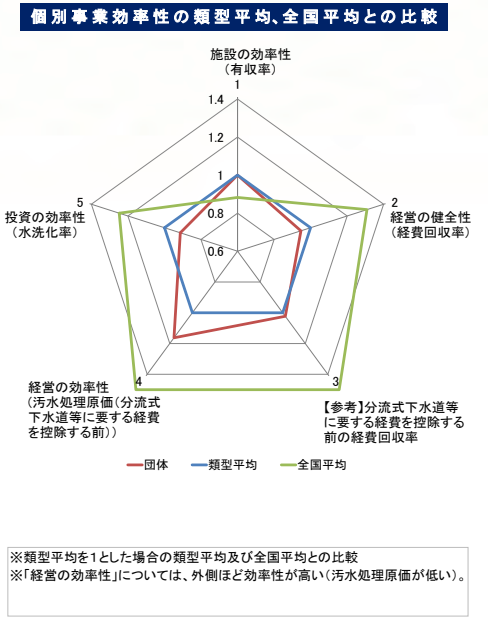 個別事業効率性の類型平均、全国平均との比較
施設の効率性
（有収率）
1
1.4
1.2
1
0.8
0.6
5
投資の効率性
（水洗化率）
2
経営の健全性
（経費回収率）
経営の効率性
（汚水処理原価（分流式
下水道等に要する経費
を控除する前））
4
3
【参考】分流式下水道等
に要する経費を控除する
前の経費回収率
団体 類型平均 全国平均
※類型平均を１とした場合の類型平均及び全国平均との比較
※「経営の効率性」については、外側ほど効率性が高い（汚水処理原価が低い）。